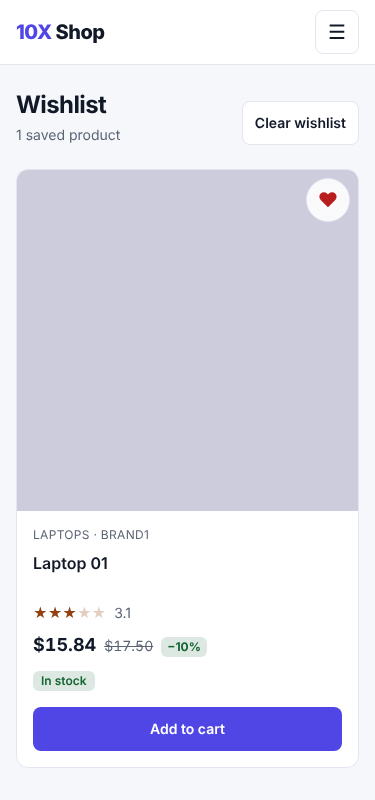 10X Shop
Wishlist
1 saved product
Clear wishlist
LAPTOPS · BRAND1
Laptop 01
★★★★★ 3.1
$15.84 $17.50 −10%
In stock
Add to cart